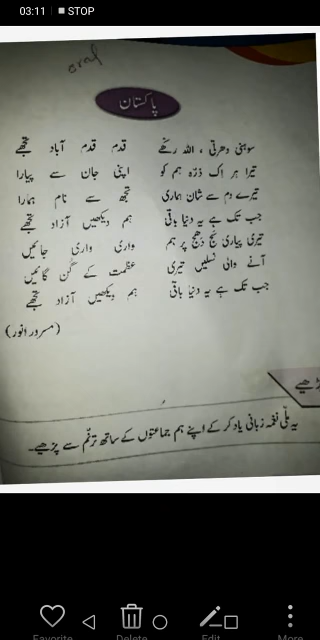 03:11 STOP
oral
پاکستان
سوہنی دھرتی ، اللہ رکھے قدم قدم آباد تجھے
تیرا ہر اک ذرّہ ہم کو اپنی جان سے پیارا
تیرے دم سے شان ہماری تجھ سے نام ہمارا
جب تک ہے یہ دنیا باقی ہم دیکھیں آزاد تجھے
تیری پیاری سج دھج پر ہم واری واری جائیں
آنے والی نسلیں تیری عظمت کے گُن گائیں
جب تک ہے یہ دنیا باقی ہم دیکھیں آزاد تجھے
(مسرور انور)
یہ ملّی نغمہ زبانی یاد کر کے اپنے ہم جماعتوں کے ساتھ ترنّم سے پڑھیے۔
Favorite Delete Edit More